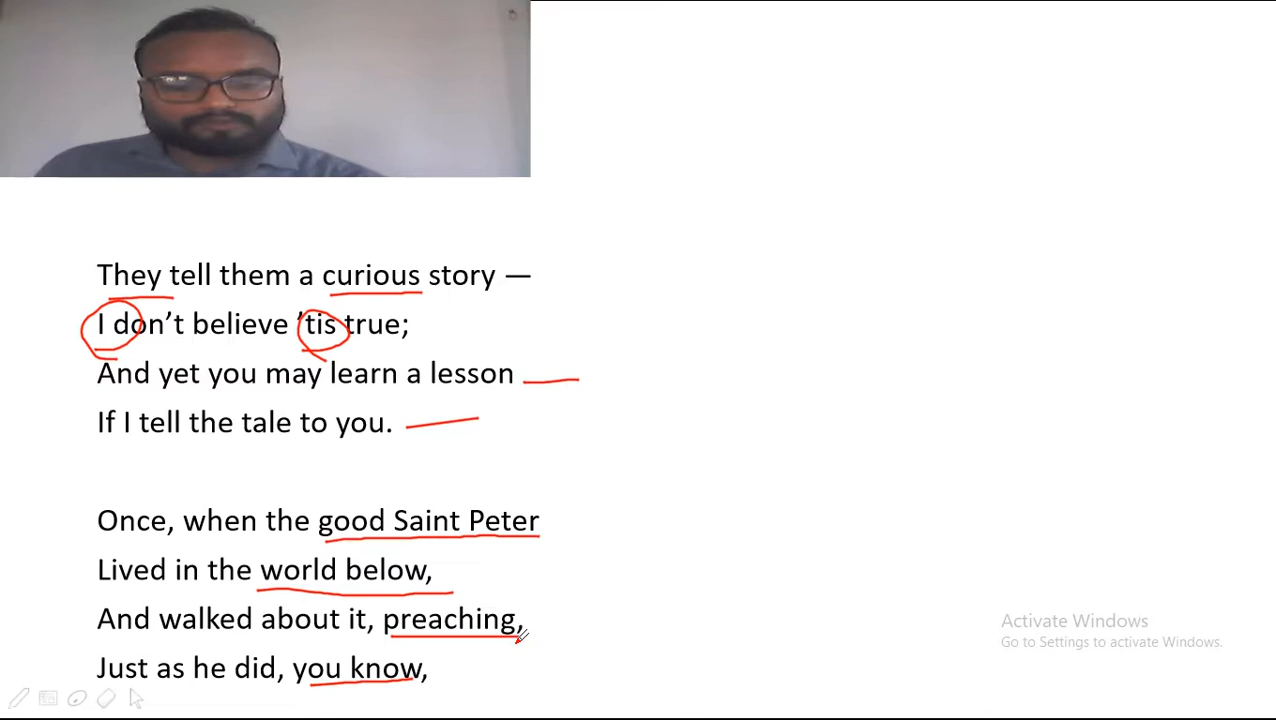 They tell them a curious story —
I don’t believe ’tis true;
And yet you may learn a lesson
If I tell the tale to you.
Once, when the good Saint Peter
Lived in the world below,
And walked about it, preaching,
Just as he did, you know,
Activate Windows
Go to Settings to activate Windows.